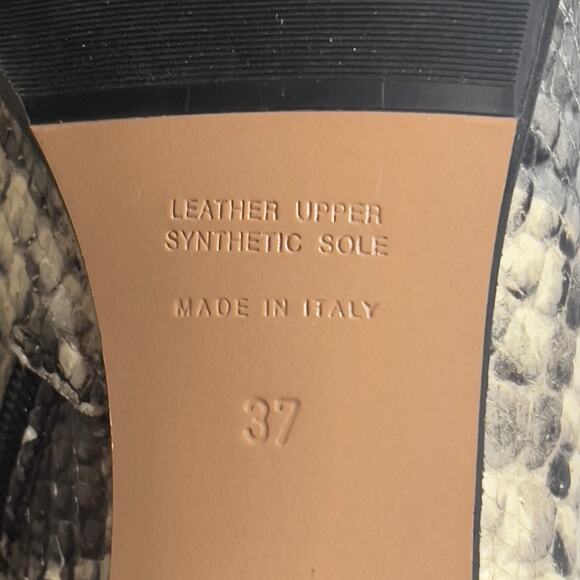 LEATHER UPPER
SYNTHETIC SOLE
MADE IN ITALY
37